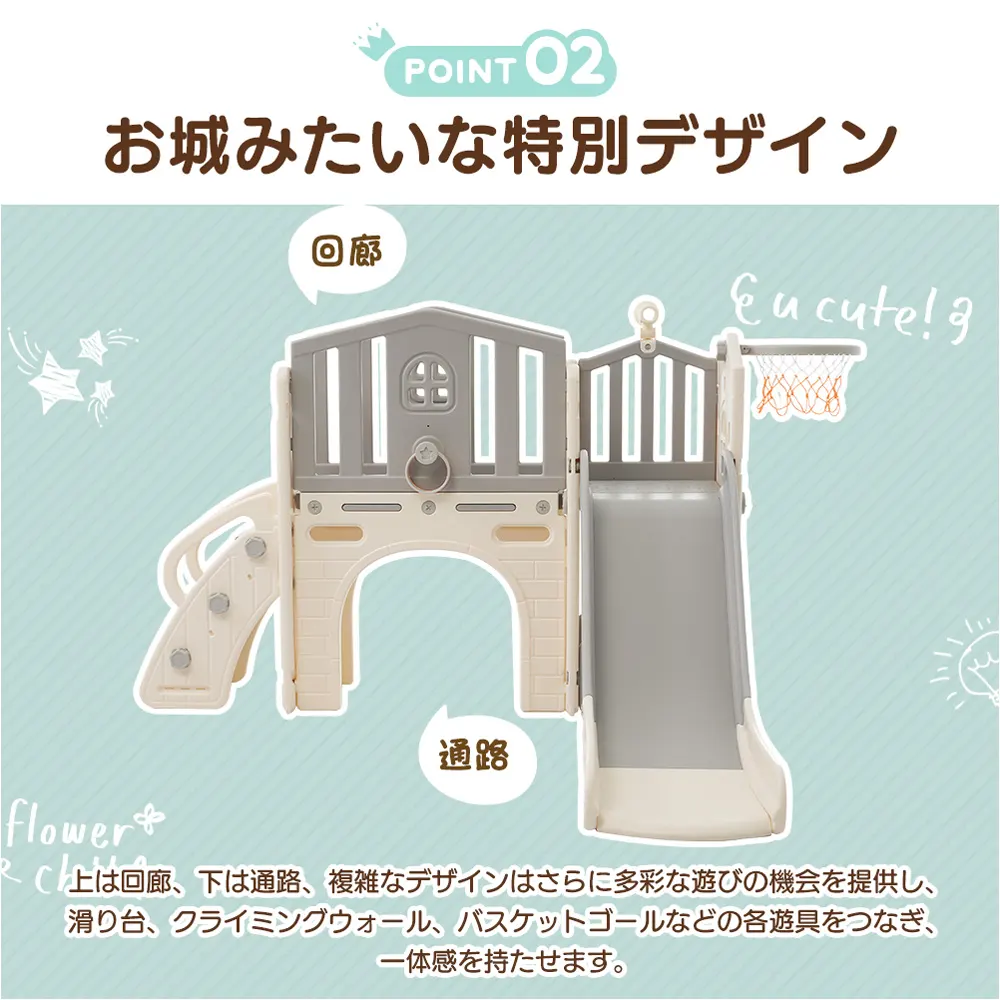 POINT 02
お城みたいな特別デザイン
回廊
Eu cute!
通路
flower
上は回廊、下は通路、複雑なデザインはさらに多彩な遊びの機会を提供し、
滑り台、クライミングウォール、バスケットゴールなどの各遊具をつなぎ、
一体感を持たせます。